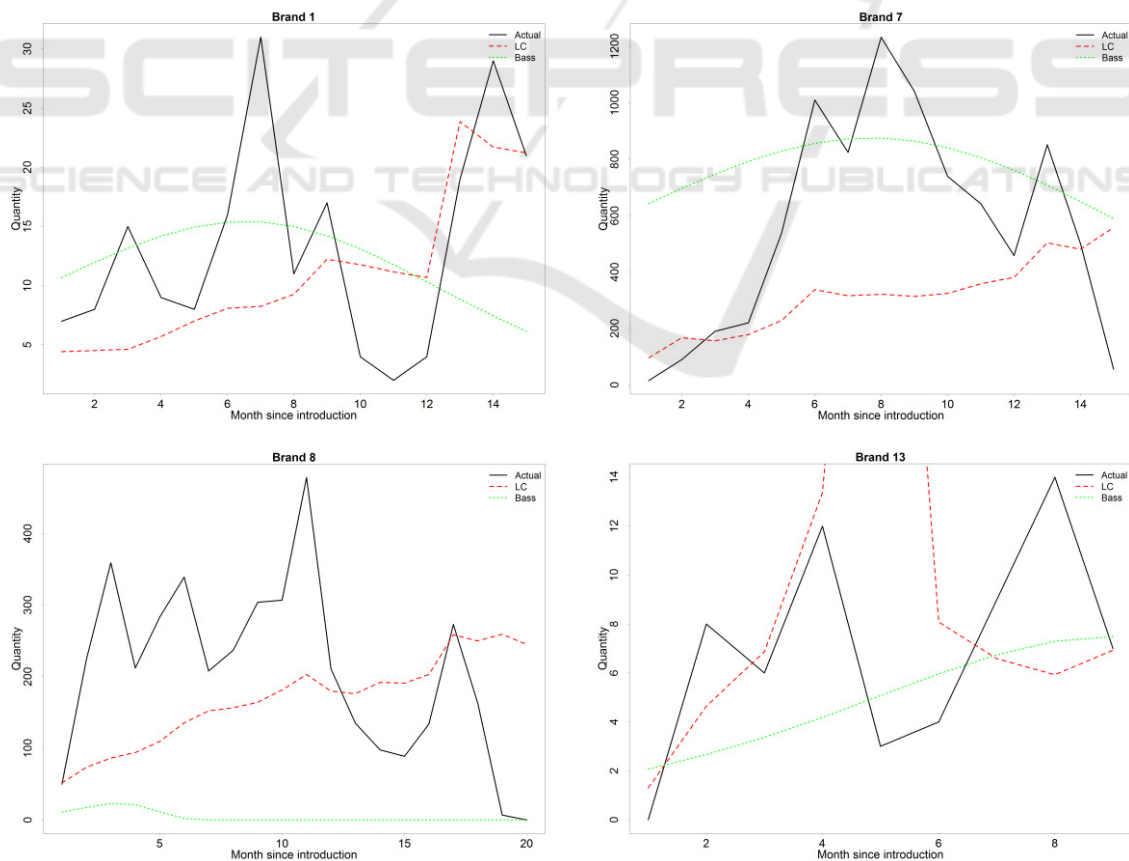 SCITEPRESS
SCIENCE AND TECHNOLOGY PUBLICATIONS
Brand 1
Actual
LC
Bass
30
25
20
15
10
5
Quantity
2 4 6 8 10 12 14
Month since introduction
Brand 7
Actual
LC
Bass
1200
1000
800
600
400
200
0
Quantity
2 4 6 8 10 12 14
Month since introduction
Brand 8
Actual
LC
Bass
400
300
200
100
0
Quantity
5 10 15 20
Month since introduction
Brand 13
Actual
LC
Bass
14
12
10
8
6
4
2
0
Quantity
2 4 6 8
Month since introduction